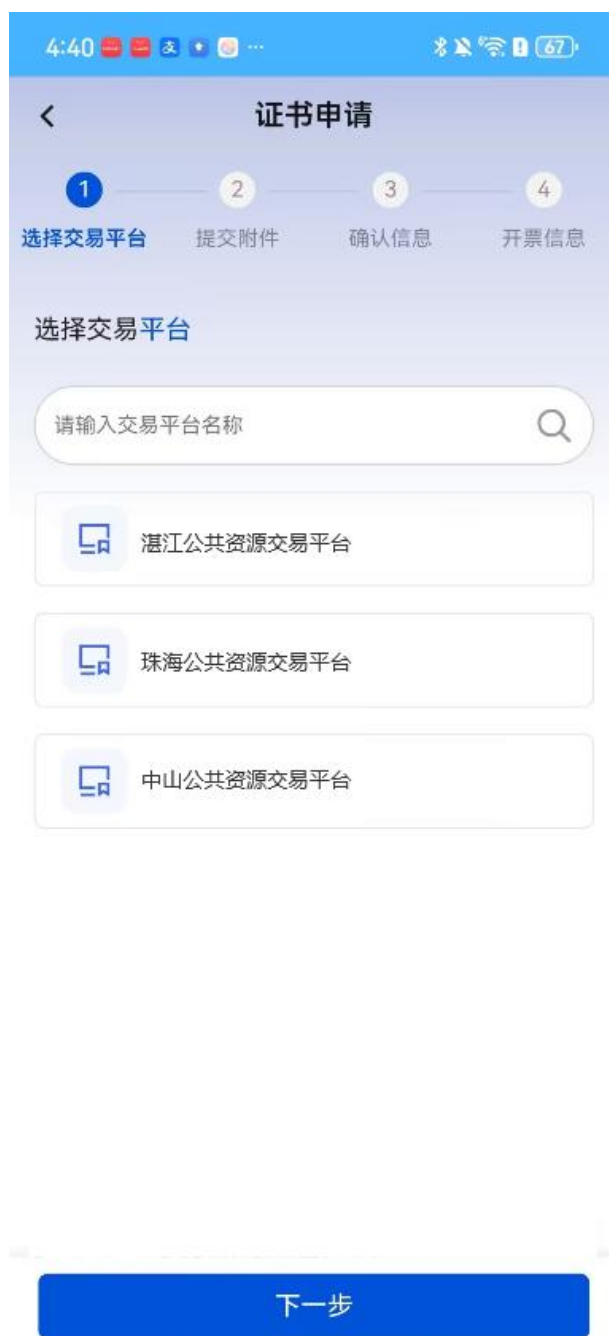 4:40 支 ··· 67
证书申请
1 2 3 4
选择交易平台 提交附件 确认信息 开票信息
选择交易平台
请输入交易平台名称
湛江公共资源交易平台
珠海公共资源交易平台
中山公共资源交易平台
下一步